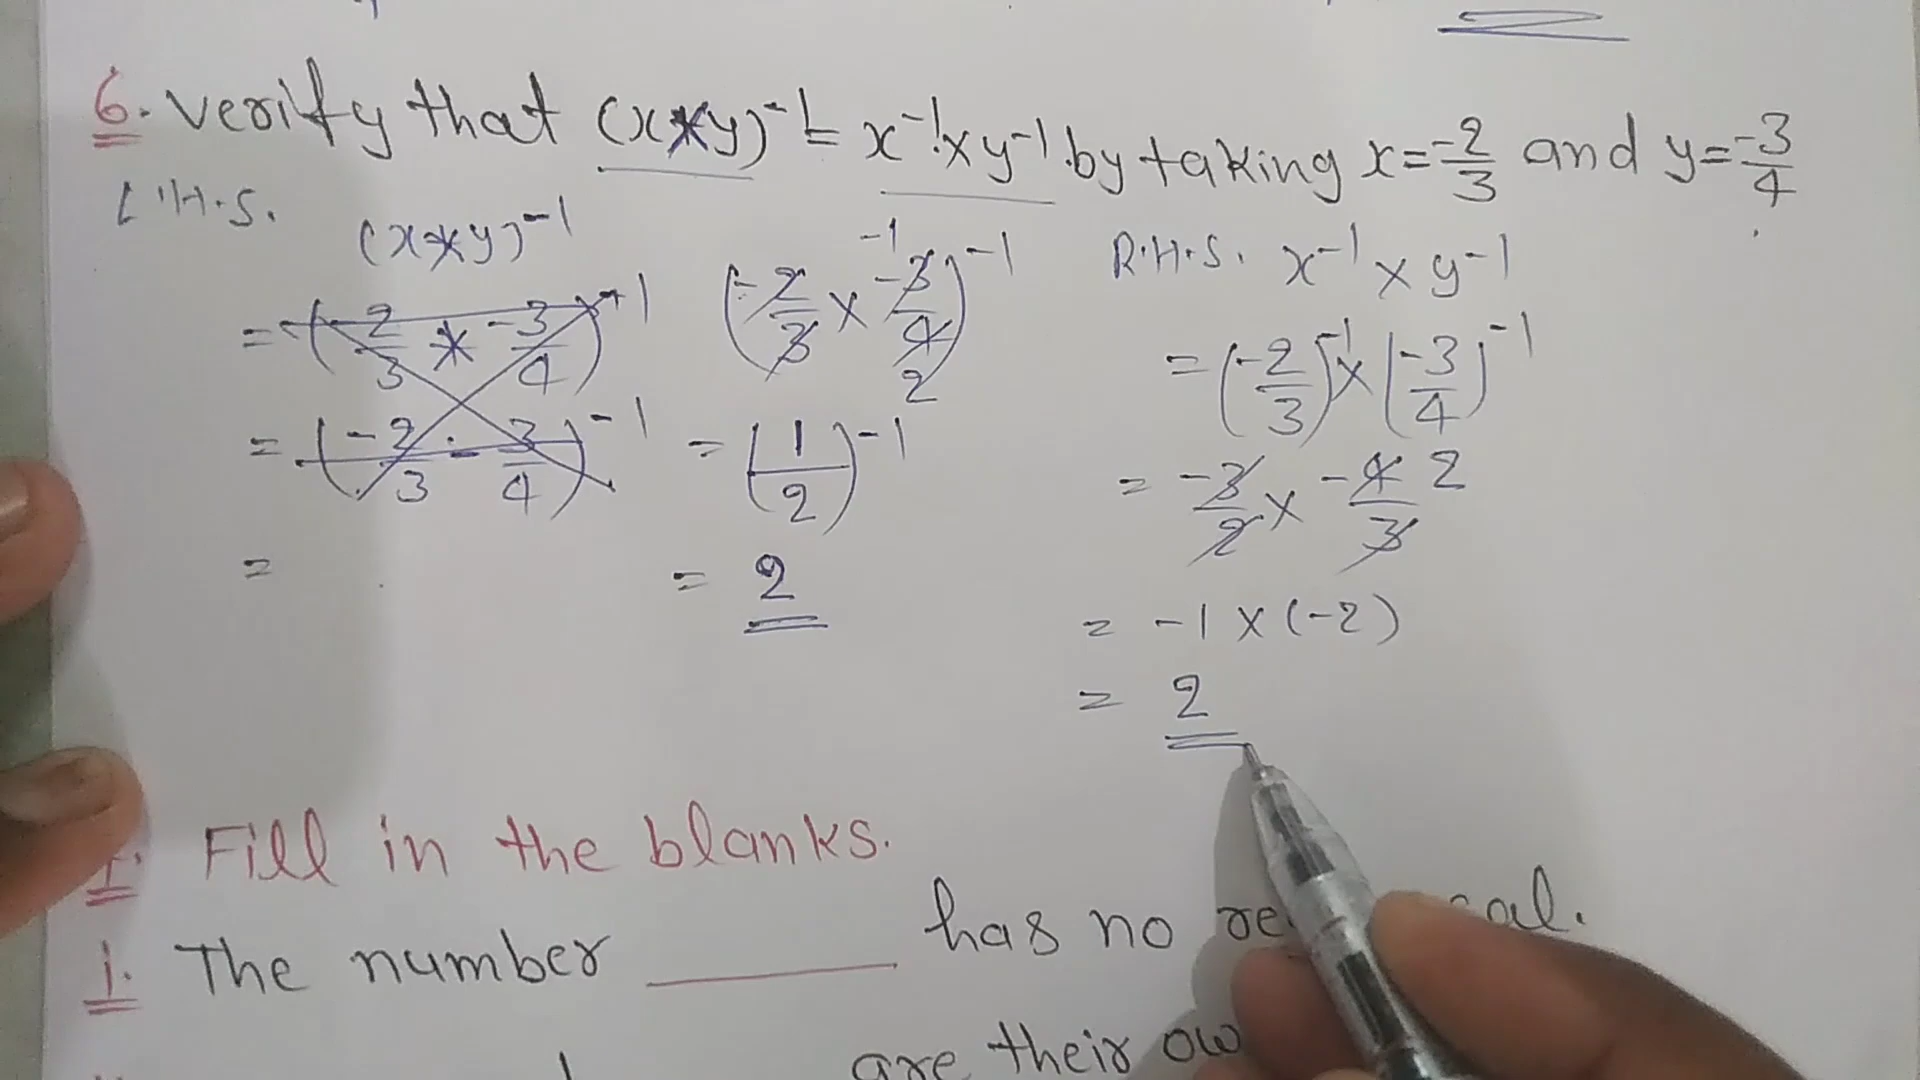 6. Verify that (x*y)^-1 = x^-1 × y^-1 by taking x = -2/3 and y = -3/4
L.H.S.
(x*y)^-1
= (-2/3 * -3/4)^-1
= (-2/3 - 3/4)^-1
=
(-2/3 × -3/4)^-1
-1
2
= (1/2)^-1
= 2
R.H.S. x^-1 × y^-1
= (-2/3)^-1 × (-3/4)^-1
= -3/2 × -4/3 2
= -1 × (-2)
= 2
I. Fill in the blanks.
1. The number ______ has no
are their